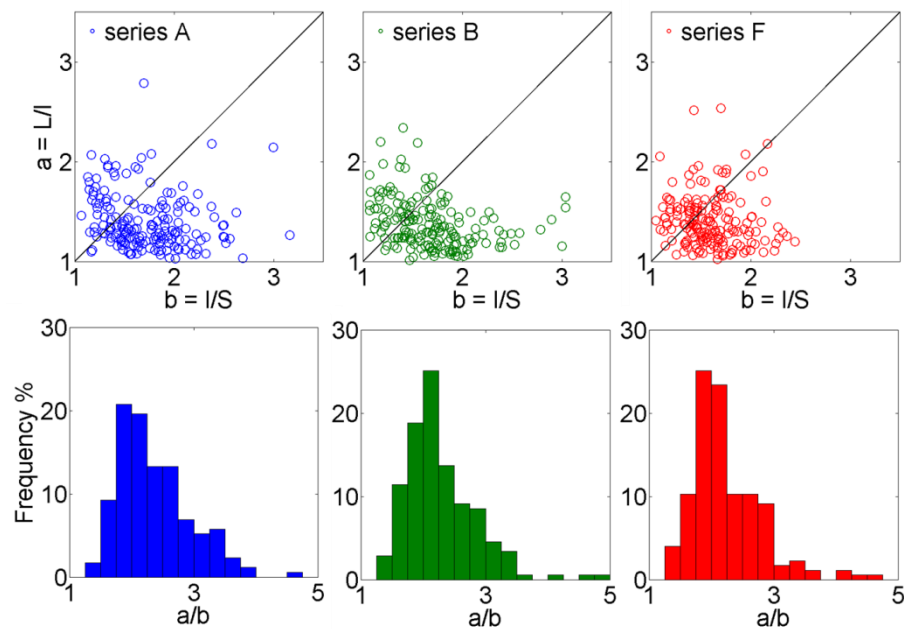 series A
series B
series F
a = L/I
3
2
1
1 2 3
b = I/S
3
2
1
1 2 3
b = I/S
3
2
1
1 2 3
b = I/S
Frequency %
30
20
10
0
1 3 5
a/b
30
20
10
0
1 3 5
a/b
30
20
10
0
1 3 5
a/b